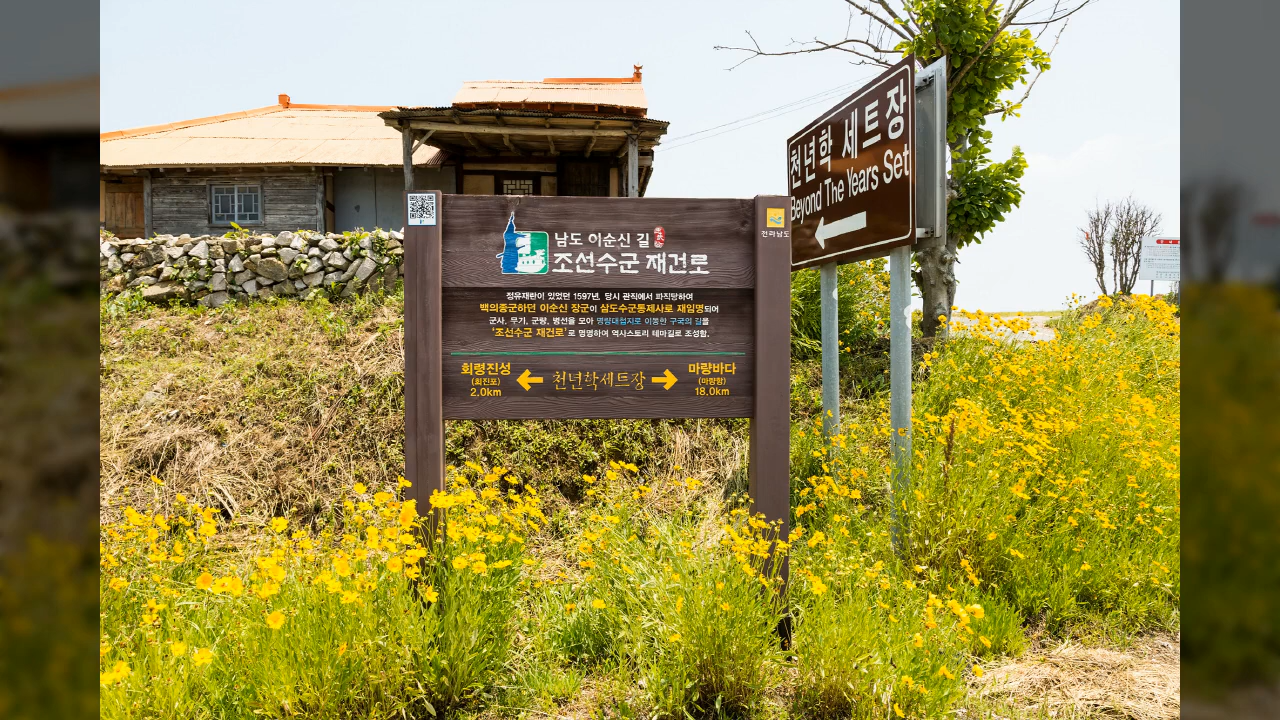 남도 이순신 길
조선수군 재건로
전라남도
정유재란이 있었던 1597년, 당시 관직에서 파직당하여
백의종군하던 이순신 장군이 삼도수군통제사로 재임명되어
군사, 무기, 군량, 병선을 모아 명량대첩지로 이동한 구국의 길을
'조선수군 재건로'로 명명하여 역사스토리 테마길로 조성함.
회령진성
(회진포)
2.0km
천년학세트장
마량바다
(마량항)
18.0km
천년학 세트장
Beyond The Years Set